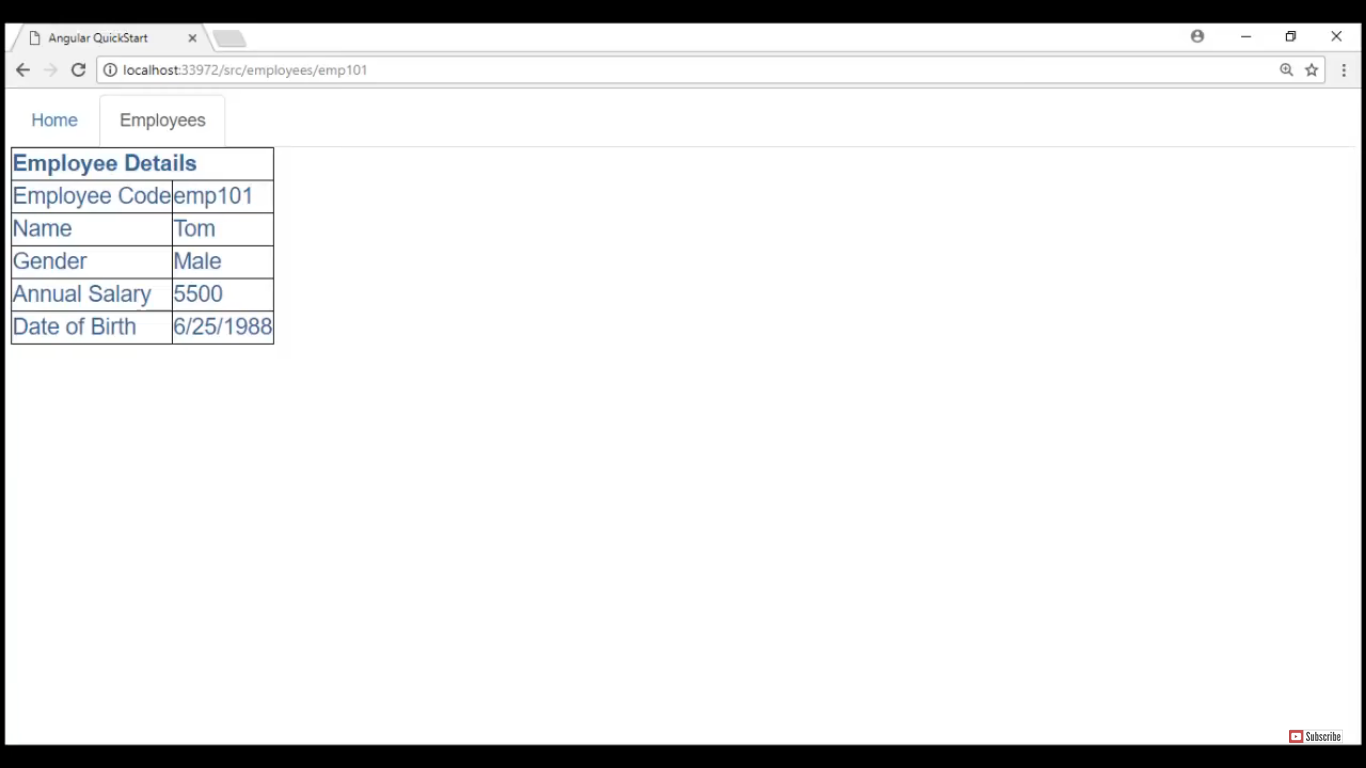 Angular QuickStart
localhost:33972/src/employees/emp101
Home Employees
Employee Details
Employee Code emp101
Name Tom
Gender Male
Annual Salary 5500
Date of Birth 6/25/1988
Subscribe